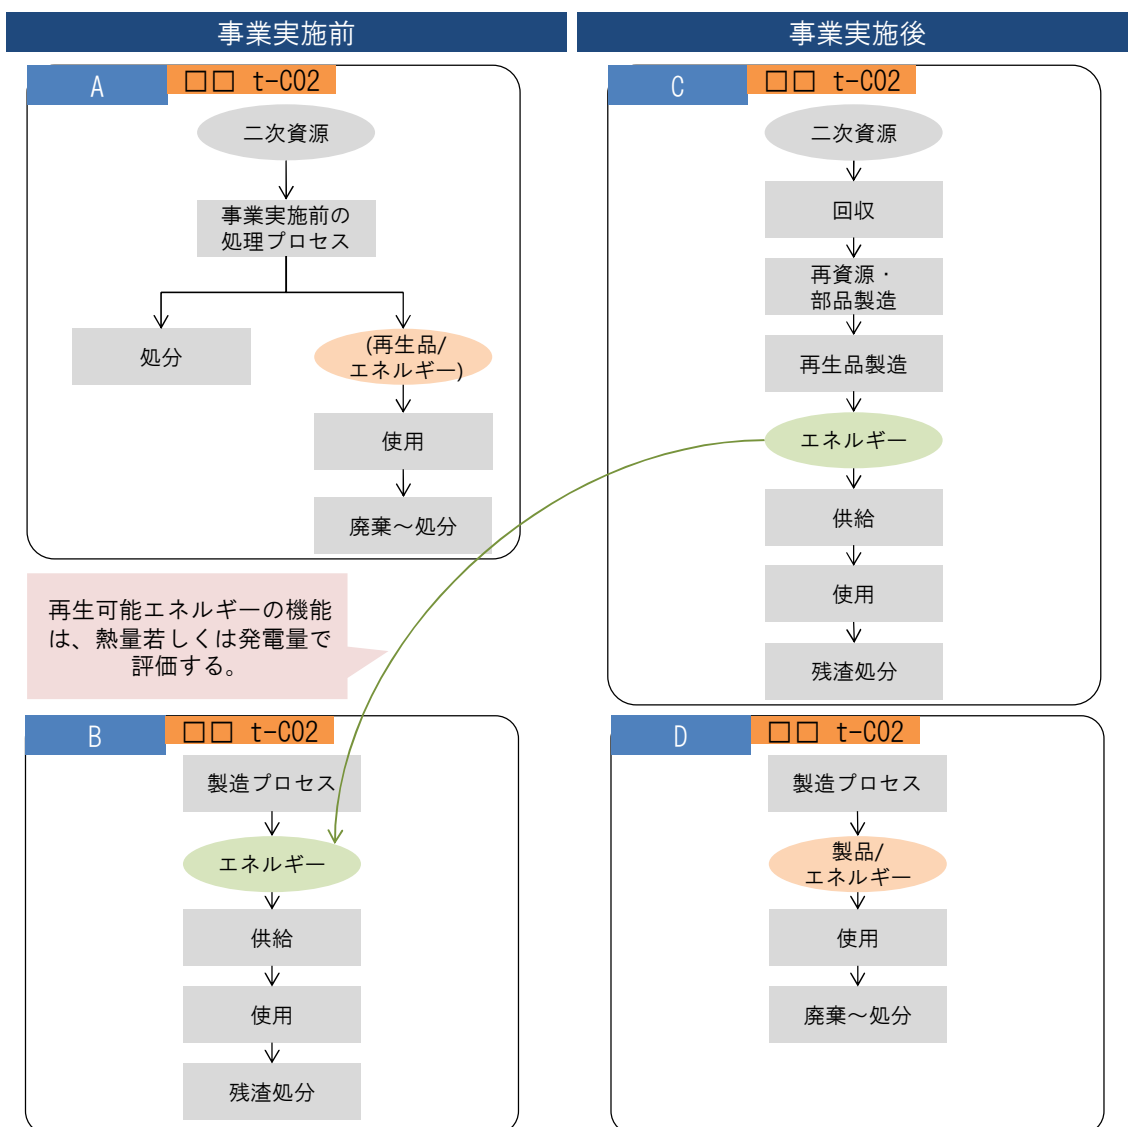 事業実施前
事業実施後
A
□□ t-CO2
二次資源
事業実施前の
処理プロセス
処分
(再生品/
エネルギー)
使用
廃棄～処分
再生可能エネルギーの機能
は、熱量若しくは発電量で
評価する。
B
□□ t-CO2
製造プロセス
エネルギー
供給
使用
残渣処分
C
□□ t-CO2
二次資源
回収
再資源・
部品製造
再生品製造
エネルギー
供給
使用
残渣処分
D
□□ t-CO2
製造プロセス
製品/
エネルギー
使用
廃棄～処分